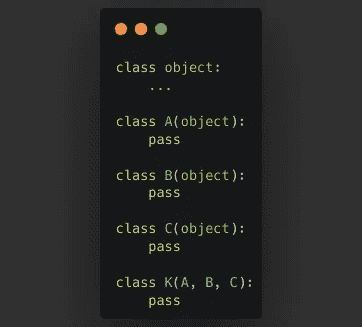 class object:
    ...
class A(object):
    pass
class B(object):
    pass
class C(object):
    pass
class K(A, B, C):
    pass